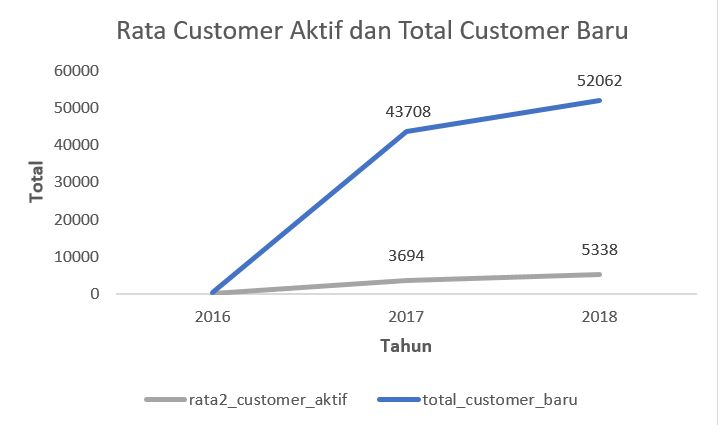 Rata Customer Aktif dan Total Customer Baru
60000
50000
40000
30000
20000
10000
0
Total
43708
52062
3694
5338
2016
2017
2018
Tahun
rata2_customer_aktif
total_customer_baru